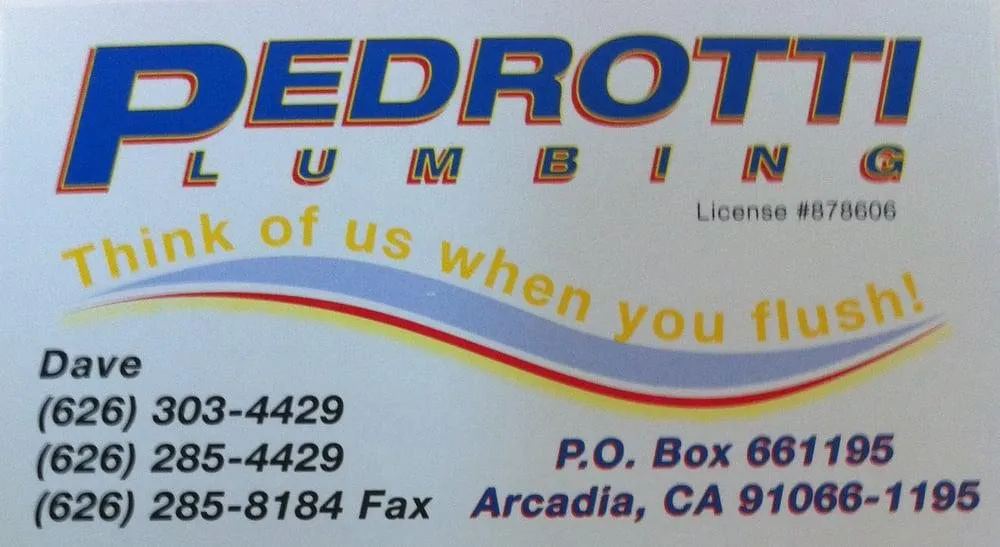 PEDROTTI
PLUMBING
License #878606
Think of us when you flush!
Dave
(626) 303-4429
(626) 285-4429
(626) 285-8184 Fax
P.O. Box 661195
Arcadia, CA 91066-1195